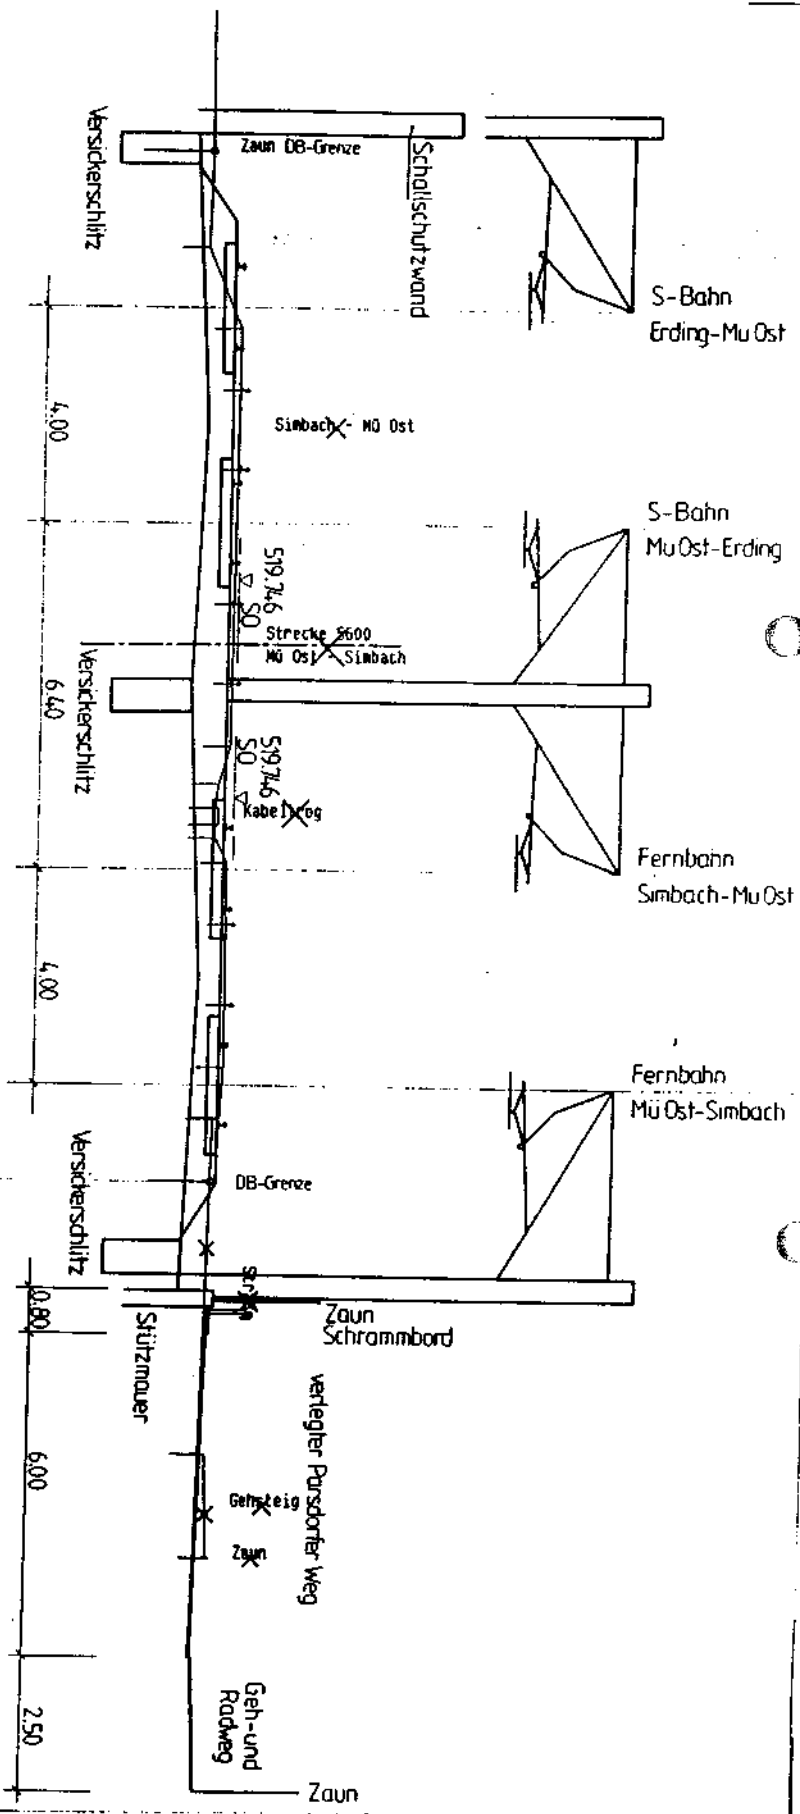 Versickerschlitz
Zaun DB-Grenze
Schallschutzwand
S-Bahn
Erding-Mu Ost
4.00
Simbach - MÜ Ost
S-Bahn
Mu Ost-Erding
519.746
SO
Strecke 5600
MÜ Ost - Simbach
Versickerschlitz
6.40
519.746
SO
Kabeltrog
Fernbahn
Simbach-Mu Ost
4.00
Fernbahn
Mü Ost-Simbach
Versickerschlitz
DB-Grenze
0.80
Zaun
Schrammbord
Stützmauer
verlegter Parsdorfer Weg
6.00
Gehsteig
Zaun
Geh-und
Radweg
2.50
Zaun